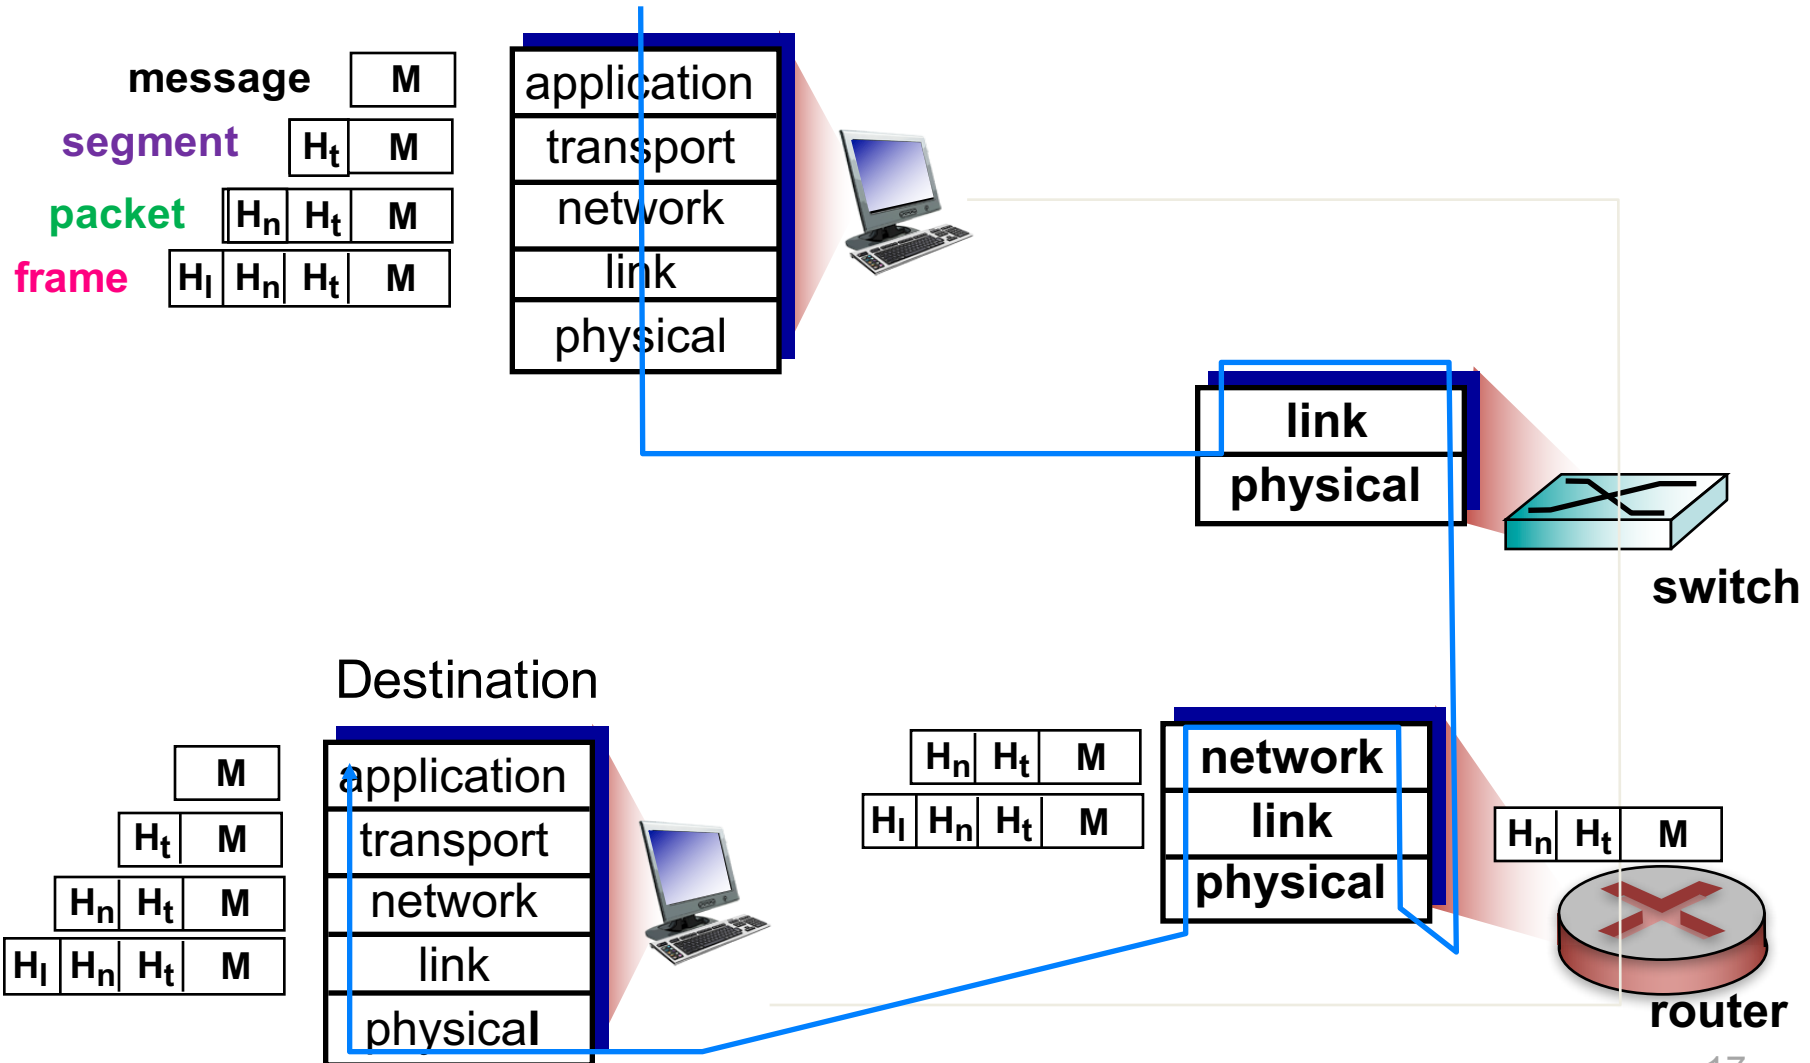 message M application
segment Ht M transport
packet Hn Ht M network
frame Hl Hn Ht M link
physical
link
physical
switch
Destination
M application
Ht M transport
Hn Ht M network
Hl Hn Ht M link
physical
Hn Ht M network
Hl Hn Ht M link
physical
Hn Ht M
router
17